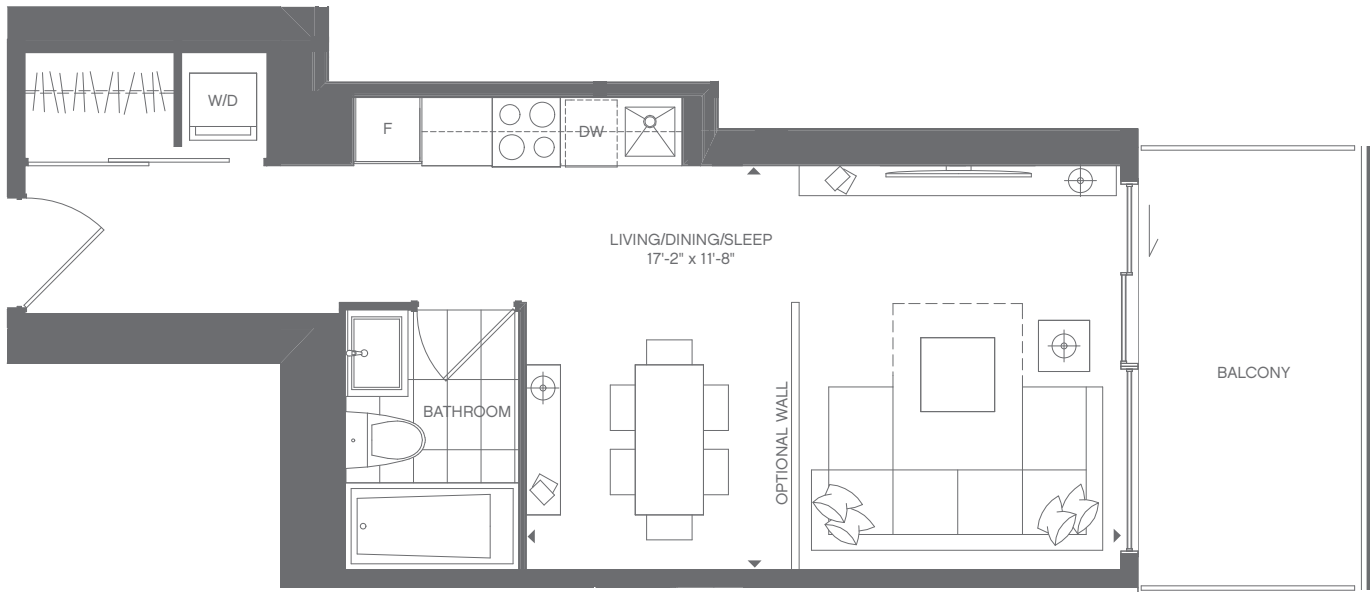 W/D
F
DW
LIVING/DINING/SLEEP
17'-2" x 11'-8"
BALCONY
BATHROOM
OPTIONAL WALL